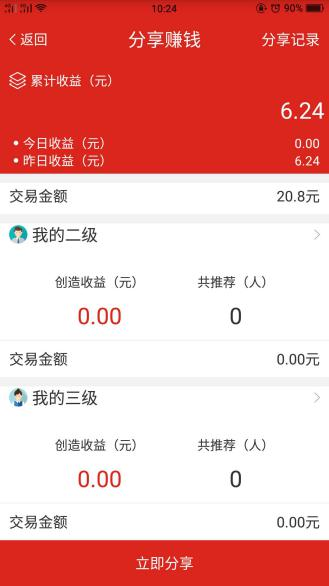 10:24
90%
返回
分享赚钱
分享记录
累计收益（元）
6.24
今日收益（元） 0.00
昨日收益（元） 6.24
交易金额 20.8元
我的二级
创造收益（元） 共推荐（人）
0.00 0
交易金额 0.00元
我的三级
创造收益（元） 共推荐（人）
0.00 0
交易金额 0.00元
立即分享